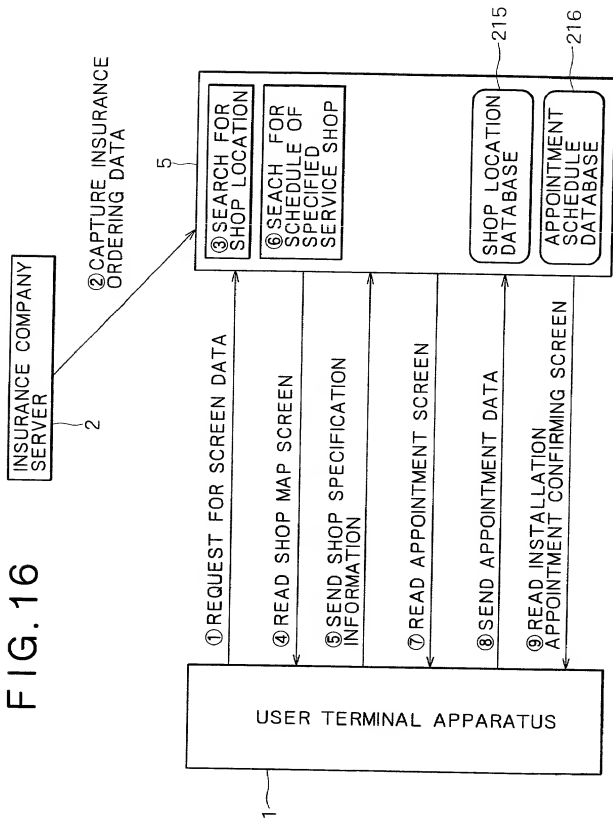 FIG.16
INSURANCE COMPANY
SERVER
2
②CAPTURE INSURANCE
ORDERING DATA
5
①REQUEST FOR SCREEN DATA
③SEARCH FOR
SHOP LOCATION
④READ SHOP MAP SCREEN
⑥SEACH FOR
SCHEDULE OF
SPECIFIED
SERVICE SHOP
⑤SEND SHOP SPECIFICATION
INFORMATION
⑦READ APPOINTMENT SCREEN
⑧SEND APPOINTMENT DATA
SHOP LOCATION
DATABASE
215
⑨READ INSTALLATION
APPOINTMENT CONFIRMING SCREEN
APPOINTMENT
SCHEDULE
DATABASE
216
USER TERMINAL APPARATUS
1